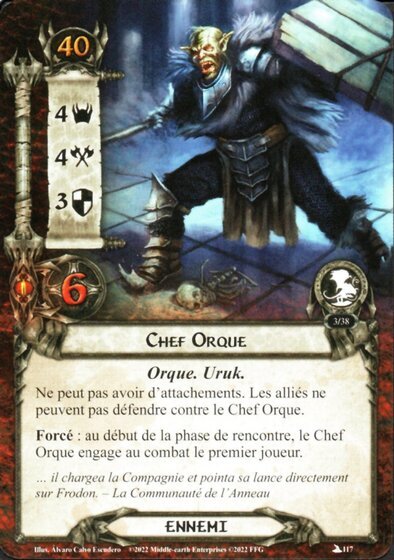 40
4
4
3
6
3/38
Chef Orque
Orque. Uruk.
Ne peut pas avoir d'attachements. Les alliés ne
peuvent pas défendre contre le Chef Orque.
Forcé : au début de la phase de rencontre, le Chef
Orque engage au combat le premier joueur.
... il chargea la Compagnie et pointa sa lance directement
sur Frodon. – La Communauté de l'Anneau
ENNEMI
Illus. Álvaro Calvo Escudero ©2022 Middle-earth Enterprises ©2022 FFG 117